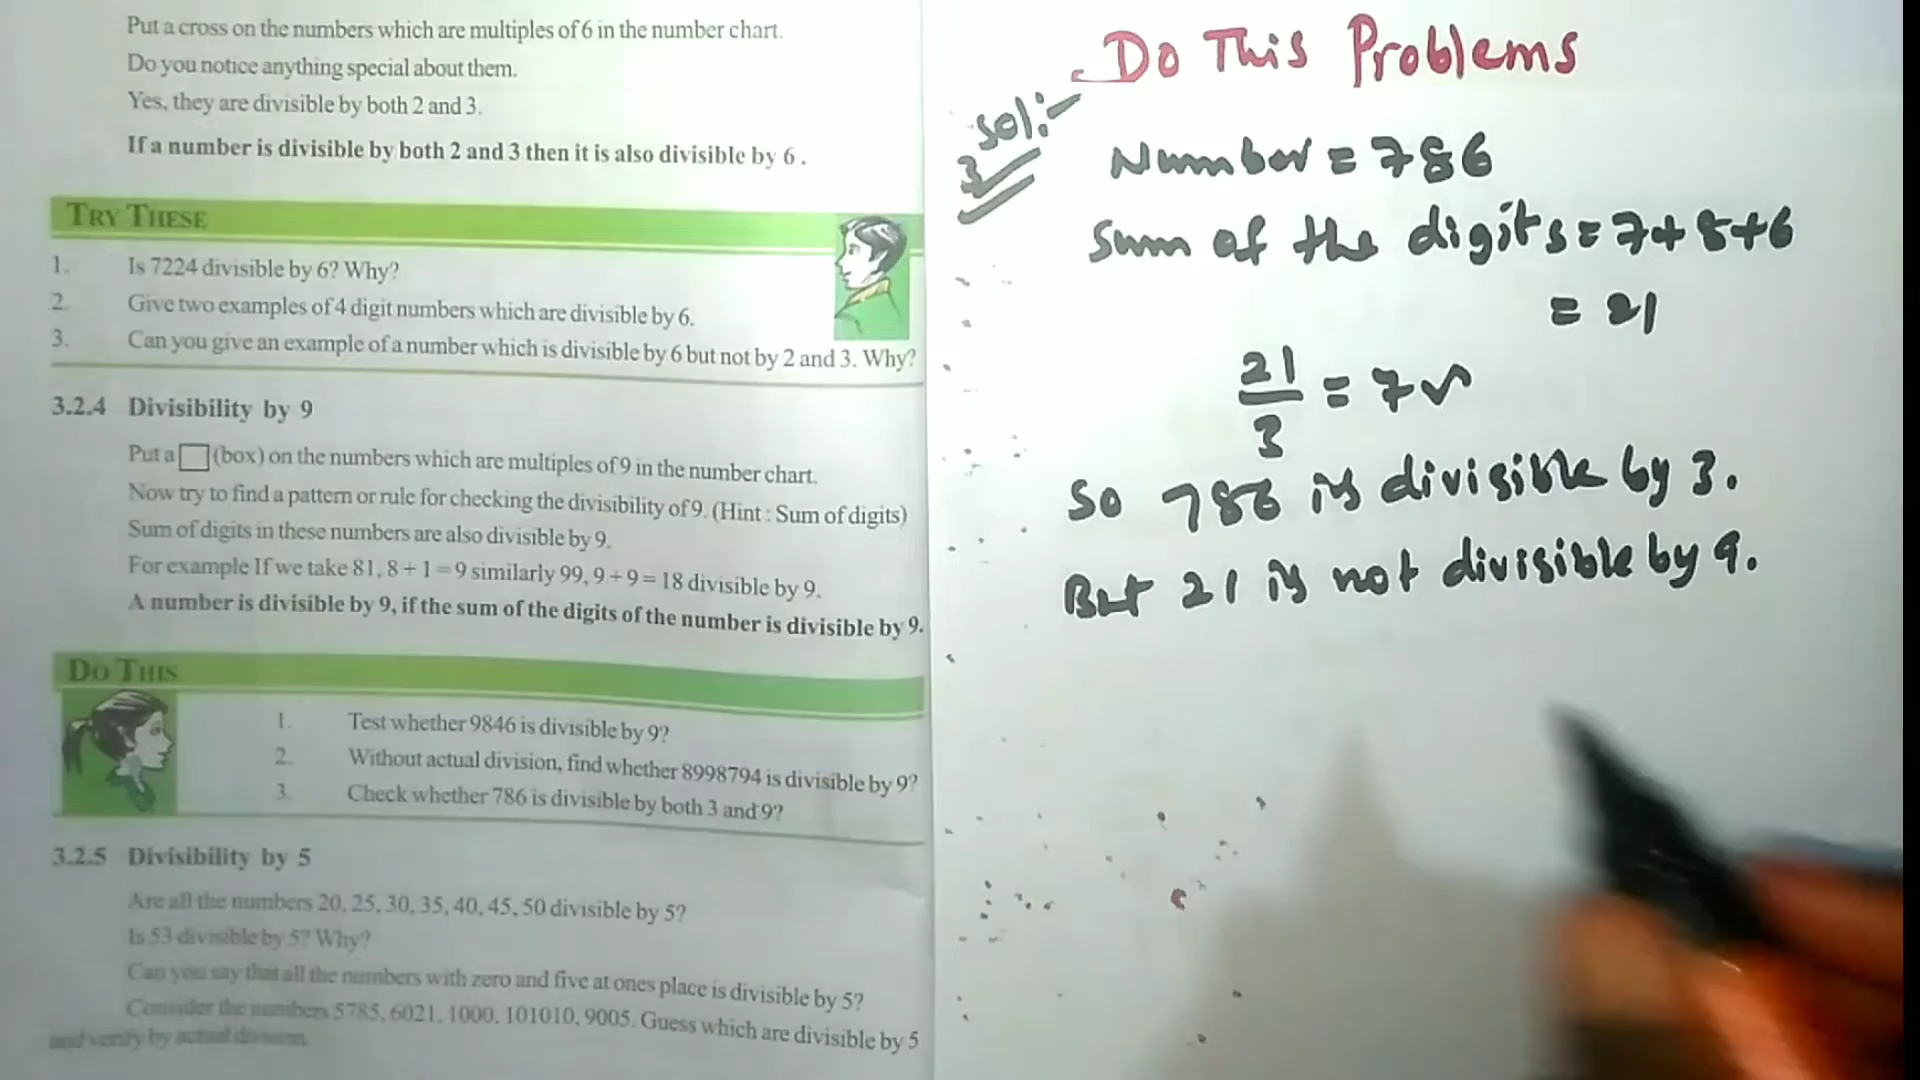 Put a cross on the numbers which are multiples of 6 in the number chart.
Do you notice anything special about them.
Yes, they are divisible by both 2 and 3.
If a number is divisible by both 2 and 3 then it is also divisible by 6 .
TRY THESE
1. Is 7224 divisible by 6? Why?
2. Give two examples of 4 digit numbers which are divisible by 6.
3. Can you give an example of a number which is divisible by 6 but not by 2 and 3. Why?
3.2.4 Divisibility by 9
Put a (box) on the numbers which are multiples of 9 in the number chart.
Now try to find a pattern or rule for checking the divisibility of 9. (Hint : Sum of digits)
Sum of digits in these numbers are also divisible by 9.
For example If we take 81, 8 + 1 = 9 similarly 99, 9 + 9 = 18 divisible by 9.
A number is divisible by 9, if the sum of the digits of the number is divisible by 9.
DO THIS
1. Test whether 9846 is divisible by 9?
2. Without actual division, find whether 8998794 is divisible by 9?
3. Check whether 786 is divisible by both 3 and 9?
3.2.5 Divisibility by 5
Are all the numbers 20, 25, 30, 35, 40, 45, 50 divisible by 5?
Is 53 divisible by 5? Why?
Can you say that all the numbers with zero and five at ones place is divisible by 5?
Consider the numbers 5785, 6021, 1000, 101010, 9005. Guess which are divisible by 5
and verify by actual division.
Do This Problems
Sol:-
3
Number = 786
Sum of the digits = 7+8+6
= 21
21
3 = 7
So 786 is divisible by 3.
But 21 is not divisible by 9.